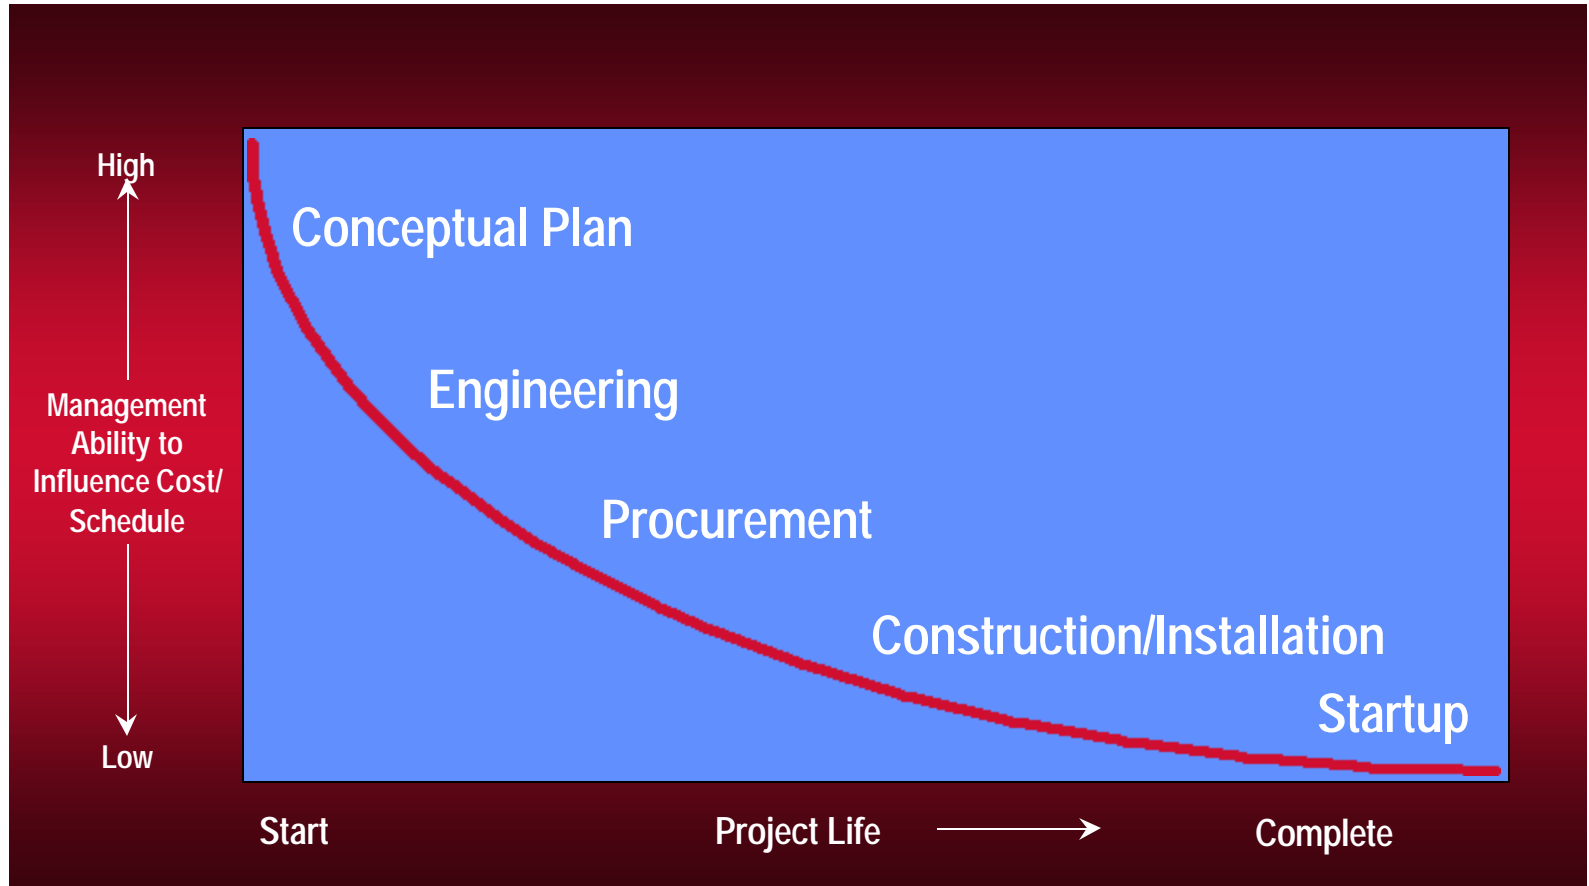 High
Conceptual Plan
Engineering
Management
Ability to
Influence Cost/
Schedule
Procurement
Construction/Installation
Startup
Low
Start
Project Life
Complete